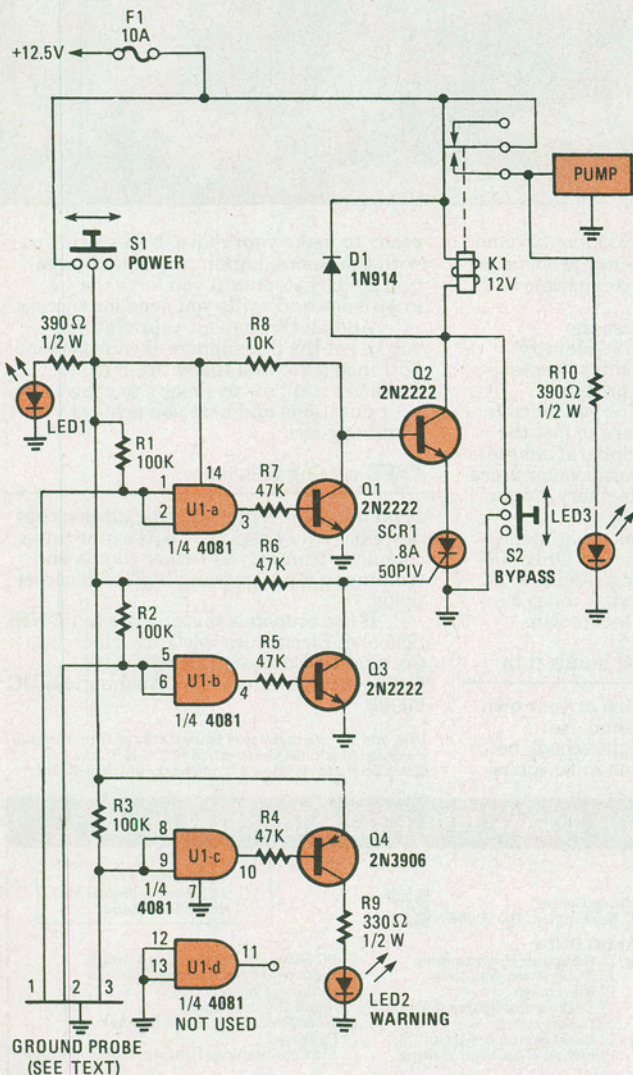 F1
10A
+12.5V
PUMP
S1
POWER
D1
1N914
K1
12V
390 Ω
1/2 W
R8
10K
LED1
R10
390 Ω
1/2 W
Q2
2N2222
R1
100K
14
1
2
U1-a
3
1/4 4081
R7
47K
Q1
2N2222
SCR1
.8A
50PIV
LED3
S2
BYPASS
R6
47K
R2
100K
5
6
U1-b
4
1/4 4081
R5
47K
Q3
2N2222
R3
100K
8
9
U1-c
10
7
1/4
4081
R4
47K
Q4
2N3906
R9
330 Ω
1/2 W
12
13
U1-d
11
1/4 4081
NOT USED
LED2
WARNING
1 2 3
GROUND PROBE
(SEE TEXT)